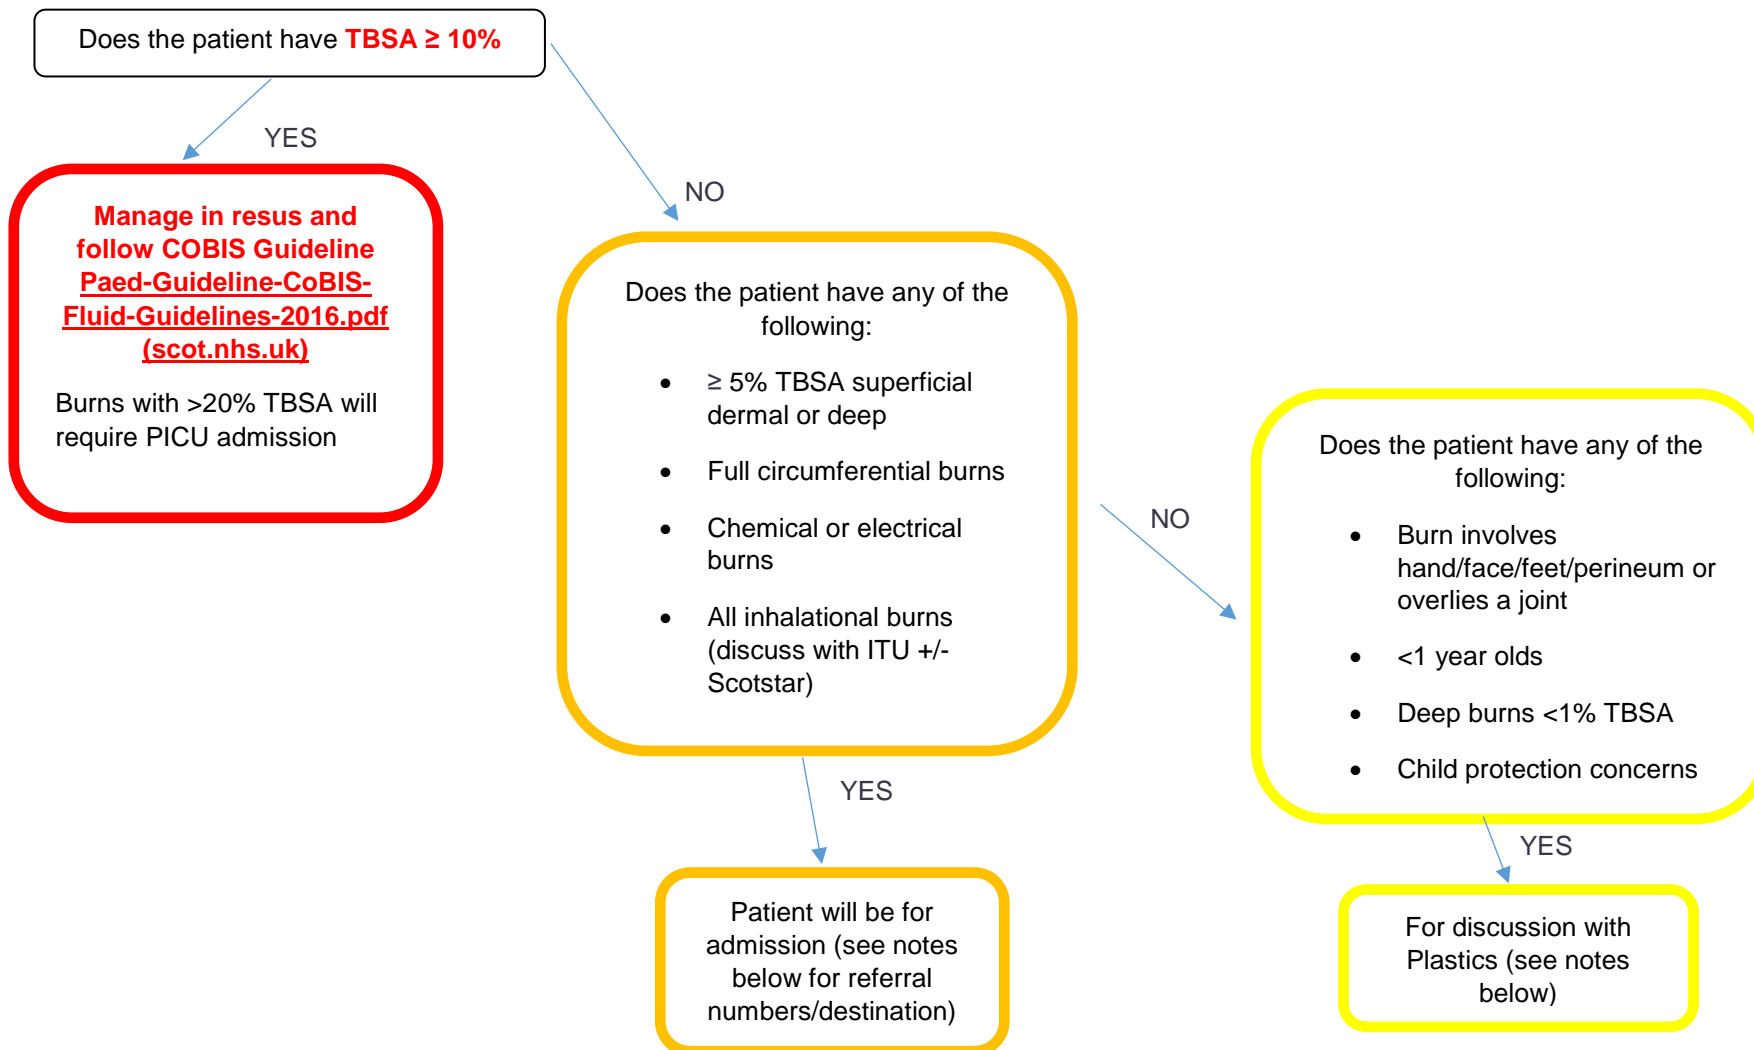 Does the patient have TBSA ≥ 10%
YES
NO
Manage in resus and
follow COBIS Guideline
Paed-Guideline-CoBIS-
Fluid-Guidelines-2016.pdf
(scot.nhs.uk)
Burns with >20% TBSA will
require PICU admission
Does the patient have any of the
following:
• ≥ 5% TBSA superficial
dermal or deep
• Full circumferential burns
• Chemical or electrical
burns
• All inhalational burns
(discuss with ITU +/-
Scotstar)
NO
YES
Does the patient have any of the
following:
• Burn involves
hand/face/feet/perineum or
overlies a joint
• <1 year olds
• Deep burns <1% TBSA
• Child protection concerns
YES
Patient will be for
admission (see notes
below for referral
numbers/destination)
For discussion with
Plastics (see notes
below)